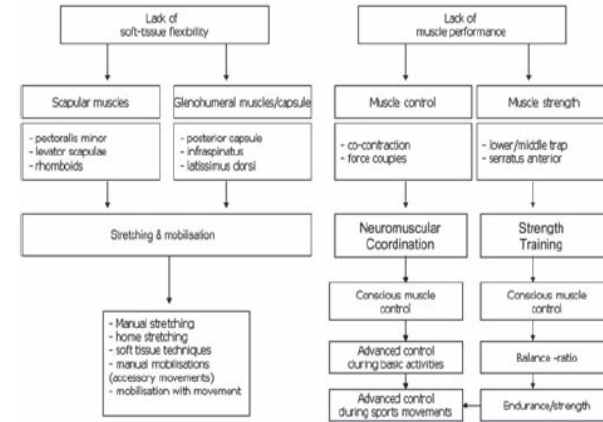 Lack of
soft-tissue flexibility
Lack of
muscle performance
Scapular muscles
Glenohumeral muscles/capsule
Muscle control
Muscle strength
- pectoralis minor
- levator scapulae
- rhomboids
- posterior capsule
- infraspinatus
- latissimus dorsi
- co-contraction
- force couples
- lower/middle trap
- serratus anterior
Stretching & mobilisation
Neuromuscular
Coordination
Strength
Training
- Manual stretching
- home stretching
- soft tissue techniques
- manual mobilisations
(accessory movements)
- mobilisation with movement
Conscious muscle
control
Conscious muscle
control
Advanced control
during basic activities
Balance -ratio
Advanced control
during sports movements
Endurance/strength